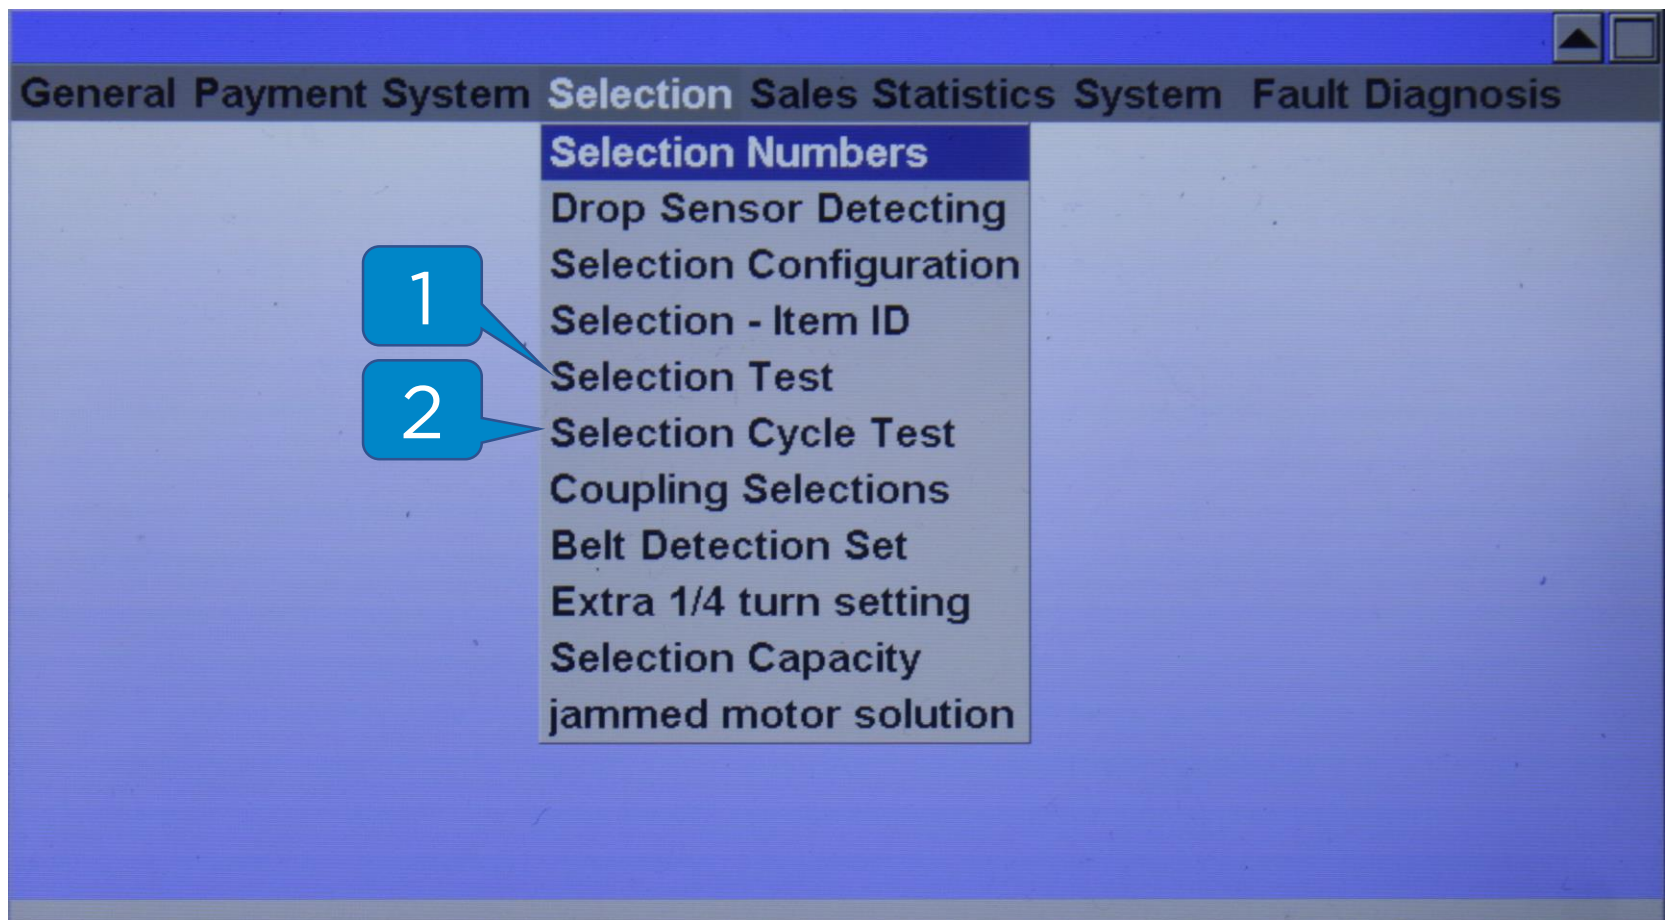 General Payment System Selection Sales Statistics System Fault Diagnosis
Selection Numbers
Drop Sensor Detecting
Selection Configuration
1
Selection - Item ID
Selection Test
2
Selection Cycle Test
Coupling Selections
Belt Detection Set
Extra 1/4 turn setting
Selection Capacity
jammed motor solution